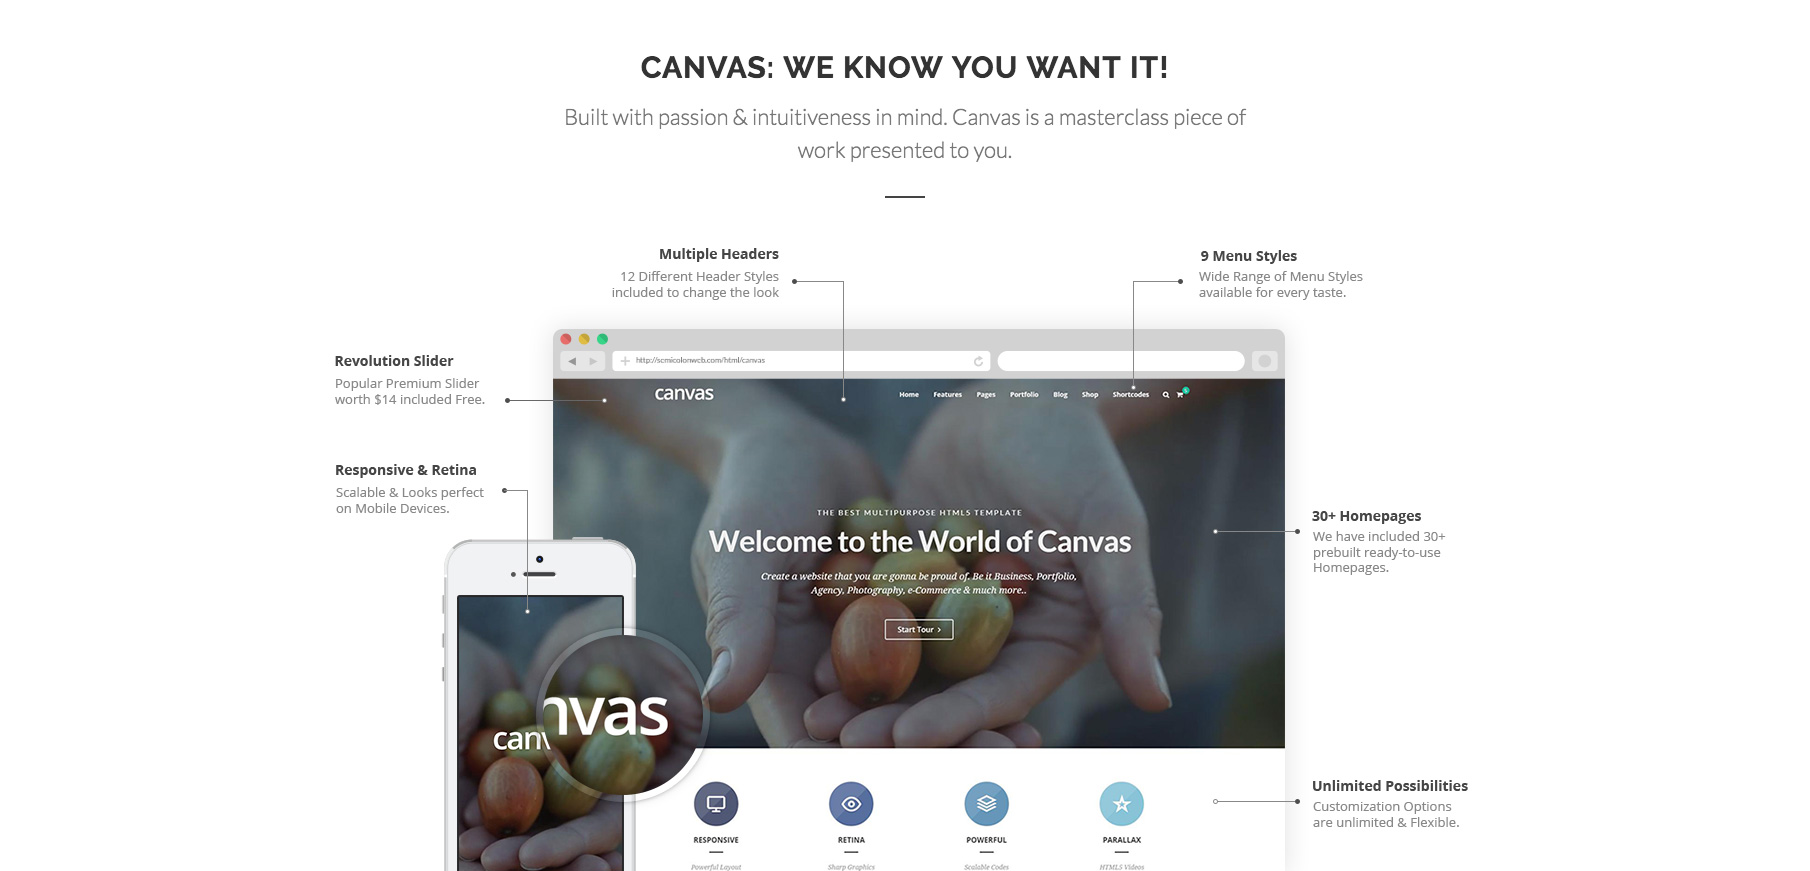 CANVAS: WE KNOW YOU WANT IT!
Built with passion & intuitiveness in mind. Canvas is a masterclass piece of
work presented to you.
Multiple Headers
12 Different Header Styles
included to change the look
9 Menu Styles
Wide Range of Menu Styles
available for every taste.
Revolution Slider
Popular Premium Slider
worth $14 included Free.
Responsive & Retina
Scalable & Looks perfect
on Mobile Devices.
http://semicolonweb.com/html/canvas
canvas
Home Features Pages Portfolio Blog Shop Shortcodes
THE BEST MULTIPURPOSE HTML5 TEMPLATE
Welcome to the World of Canvas
Create a website that you are gonna be proud of. Be it Business, Portfolio,
Agency, Photography, e-Commerce & much more..
Start Tour
30+ Homepages
We have included 30+
prebuilt ready-to-use
Homepages.
nvas
can
Unlimited Possibilities
Customization Options
are unlimited & Flexible.
RESPONSIVE RETINA POWERFUL PARALLAX
Powerful Layout Sharp Graphics Scalable Codes HTML5 Videos